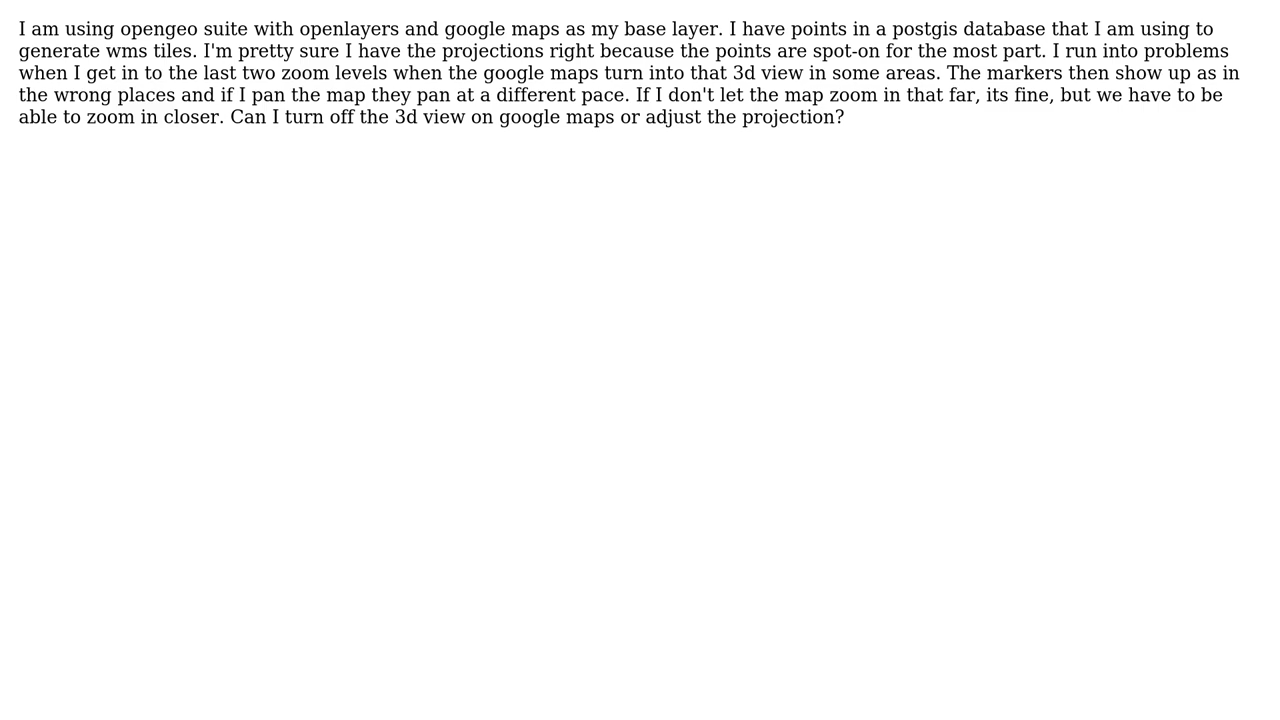 I am using opengeo suite with openlayers and google maps as my base layer. I have points in a postgis database that I am using to
generate wms tiles. I'm pretty sure I have the projections right because the points are spot-on for the most part. I run into problems
when I get in to the last two zoom levels when the google maps turn into that 3d view in some areas. The markers then show up as in
the wrong places and if I pan the map they pan at a different pace. If I don't let the map zoom in that far, its fine, but we have to be
able to zoom in closer. Can I turn off the 3d view on google maps or adjust the projection?